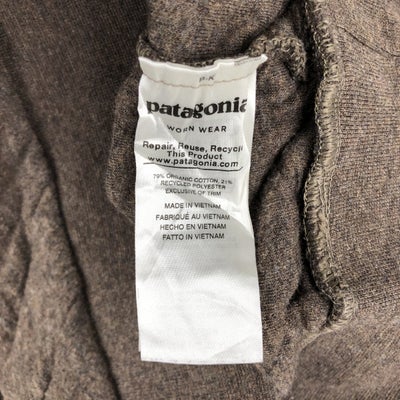 P-K
patagonia
WORN WEAR
Repair, Reuse, Recycle
This Product
www.patagonia.com
79% ORGANIC COTTON, 21%
RECYCLED POLYESTER
EXCLUSIVE OF TRIM
MADE IN VIETNAM
FABRIQUÉ AU VIETNAM
HECHO EN VIETNAM
FATTO IN VIETNAM